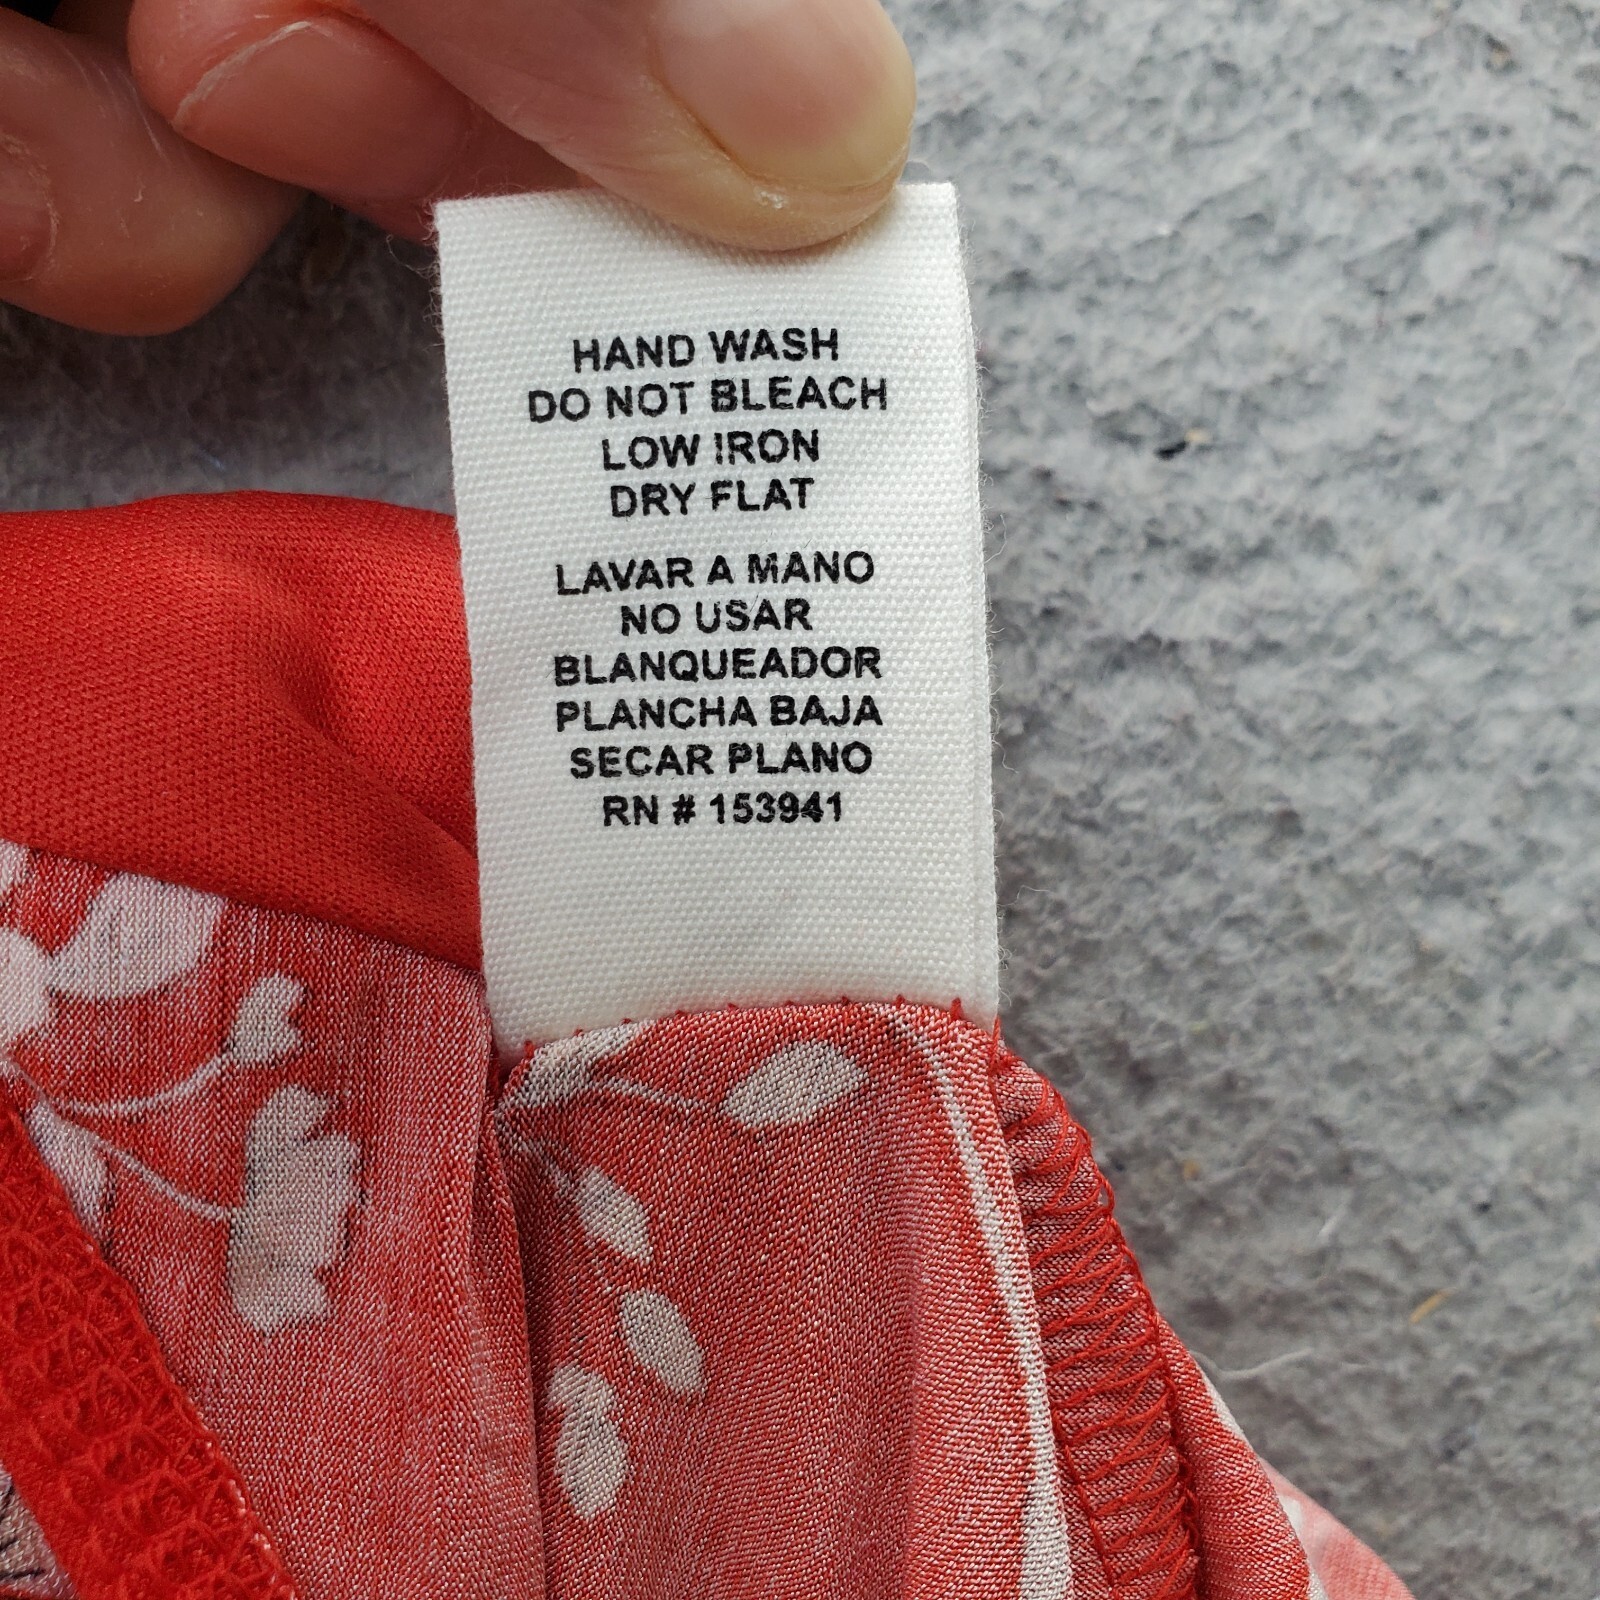 HAND WASH
DO NOT BLEACH
LOW IRON
DRY FLAT
LAVAR A MANO
NO USAR
BLANQUEADOR
PLANCHA BAJA
SECAR PLANO
RN # 153941